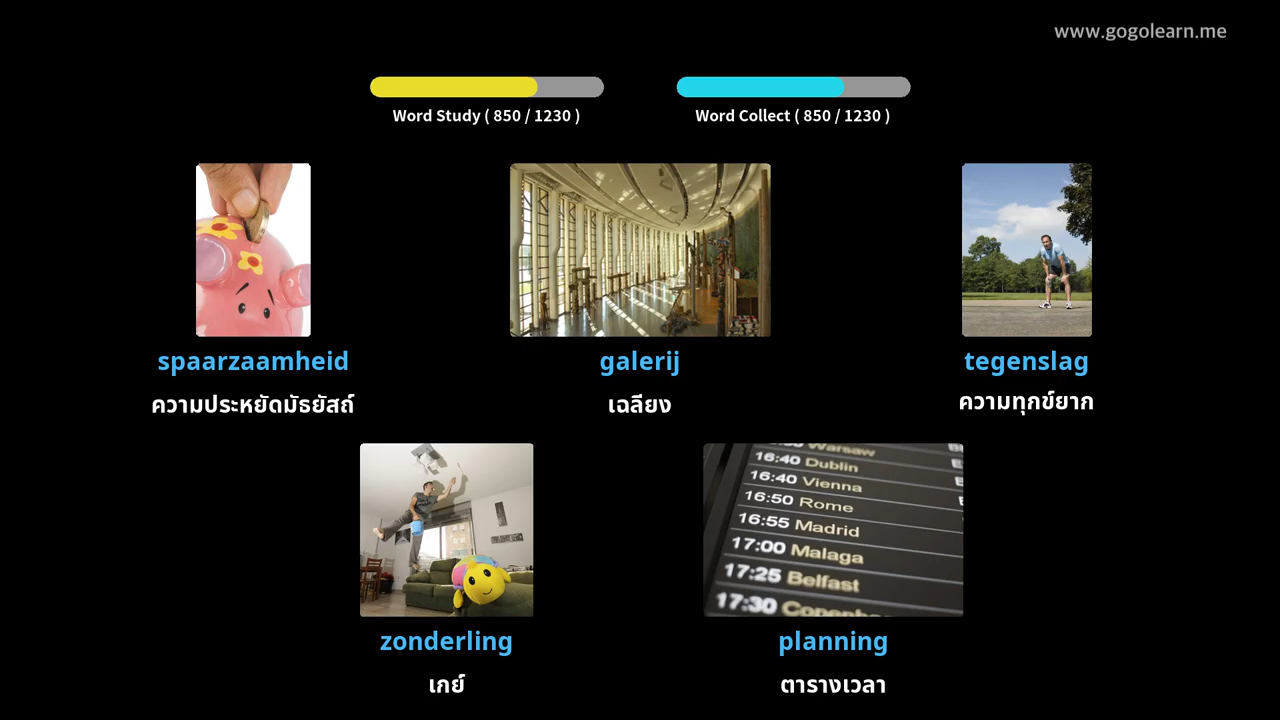 www.gogolearn.me
Word Study ( 850 / 1230 )
Word Collect ( 850 / 1230 )
spaarzaamheid
ความประหยัดมัธยัสถ์
galerij
เฉลียง
tegenslag
ความทุกข์ยาก
Warsaw
16:40 Dublin
16:40 Vienna
16:50 Rome
16:55 Madrid
17:00 Malaga
17:25 Belfast
17:30
zonderling
เกย์
planning
ตารางเวลา